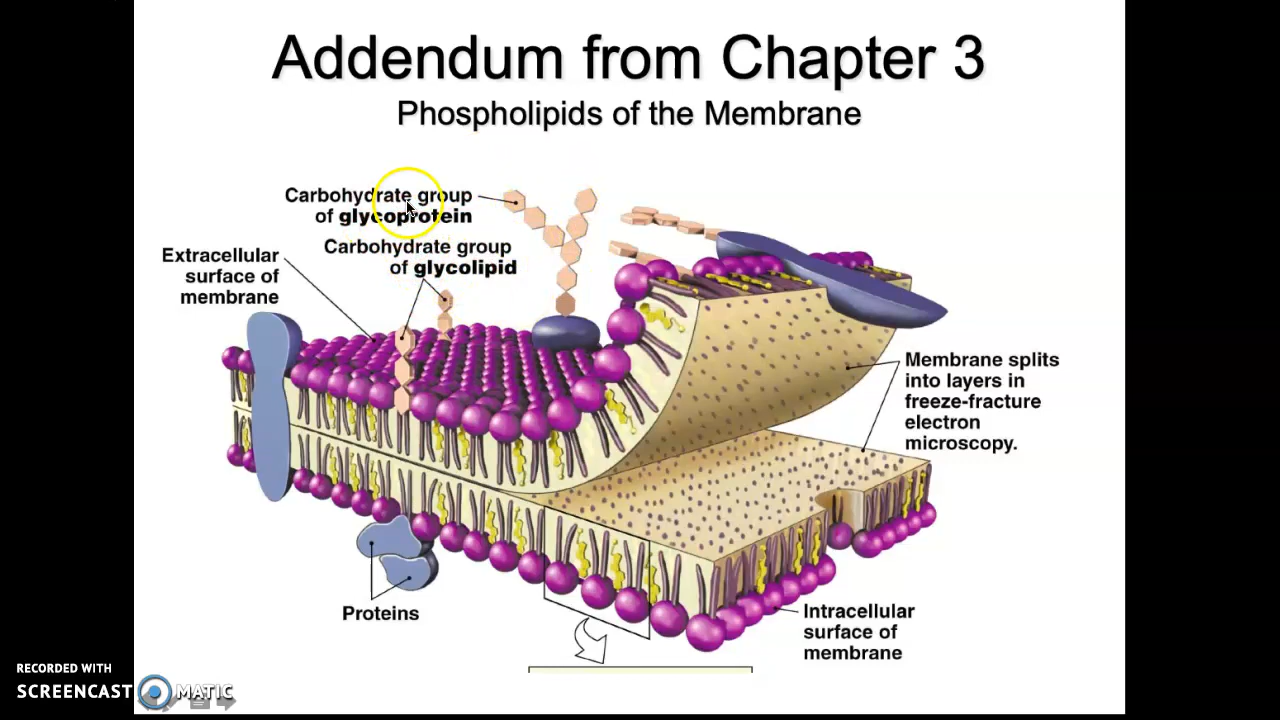 Addendum from Chapter 3
Phospholipids of the Membrane
Carbohydrate group
of glycoprotein
Carbohydrate group
of glycolipid
Extracellular
surface of
membrane
Membrane splits
into layers in
freeze-fracture
electron
microscopy.
Proteins
Intracellular
surface of
membrane
RECORDED WITH
SCREENCAST MATIC